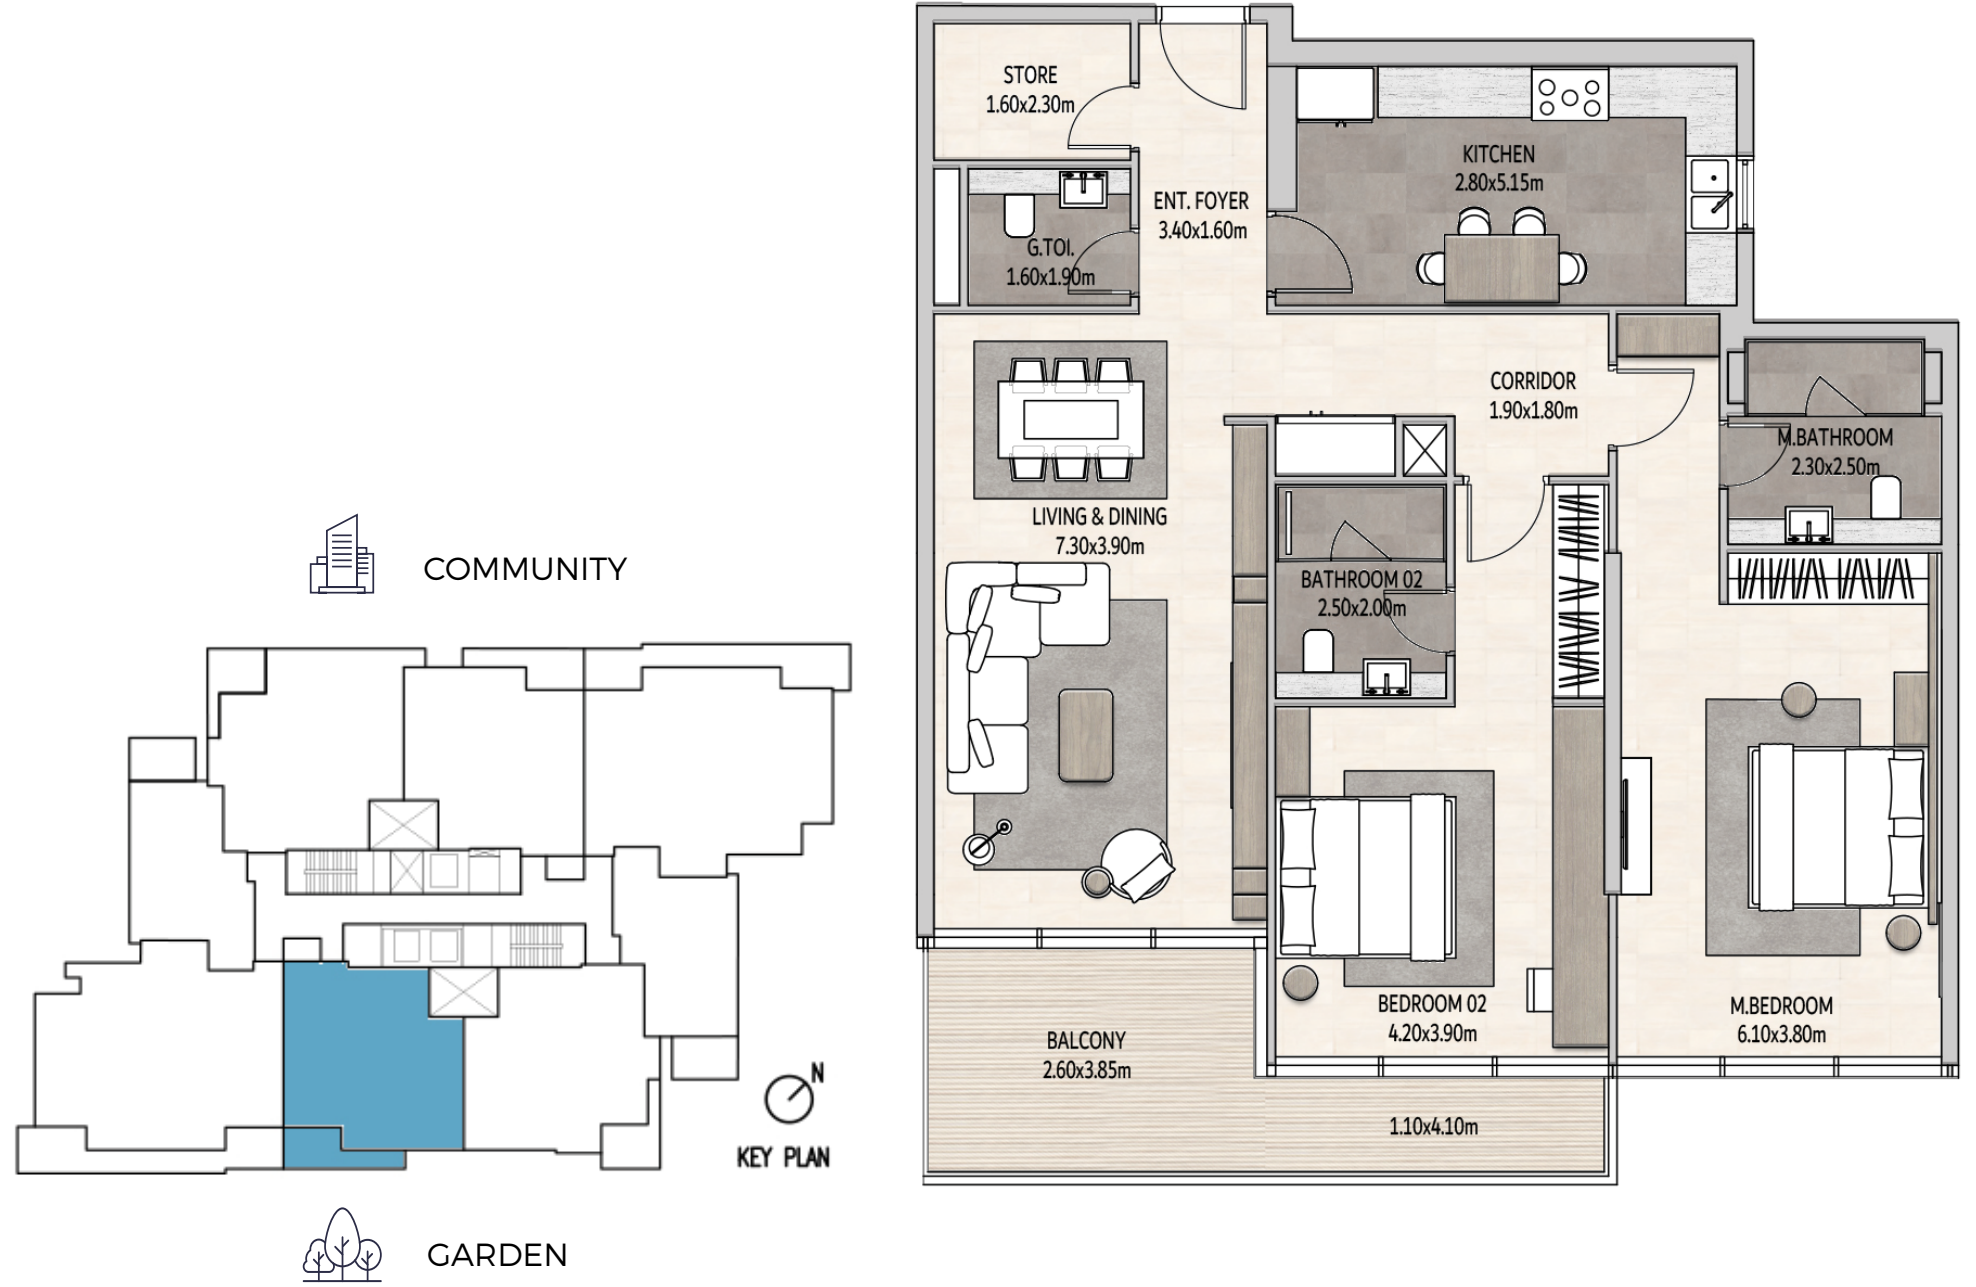 STORE
1.60x2.30m
KITCHEN
2.80x5.15m
ENT. FOYER
3.40x1.60m
G.TOI.
1.60x1.90m
CORRIDOR
1.90x1.80m
M.BATHROOM
2.30x2.50m
LIVING & DINING
7.30x3.90m
BATHROOM 02
2.50x2.00m
BEDROOM 02
4.20x3.90m
M.BEDROOM
6.10x3.80m
BALCONY
2.60x3.85m
1.10x4.10m
COMMUNITY
N
KEY PLAN
GARDEN